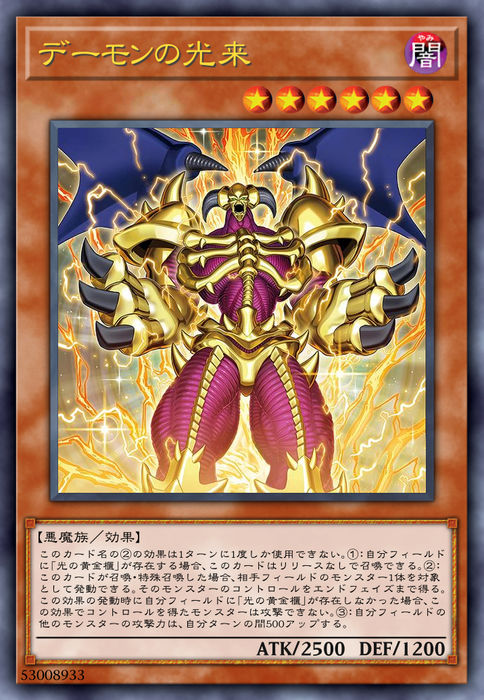 デーモンの光来
やみ
闇
【悪魔族／効果】
このカード名の②の効果は1ターンに1度しか使用できない。①：自分フィールド
に「光の黄金櫃」が存在する場合、このカードはリリースなしで召喚できる。②：
このカードが召喚・特殊召喚した場合、相手フィールドのモンスター1体を対象
として発動できる。そのモンスターのコントロールをエンドフェイズまで得る。
この効果の発動時に自分フィールドに「光の黄金櫃」が存在しなかった場合、こ
の効果でコントロールを得たモンスターは攻撃できない。③：自分フィールドの
他のモンスターの攻撃力は、自分ターンの間500アップする。
ATK/2500 DEF/1200
53008933